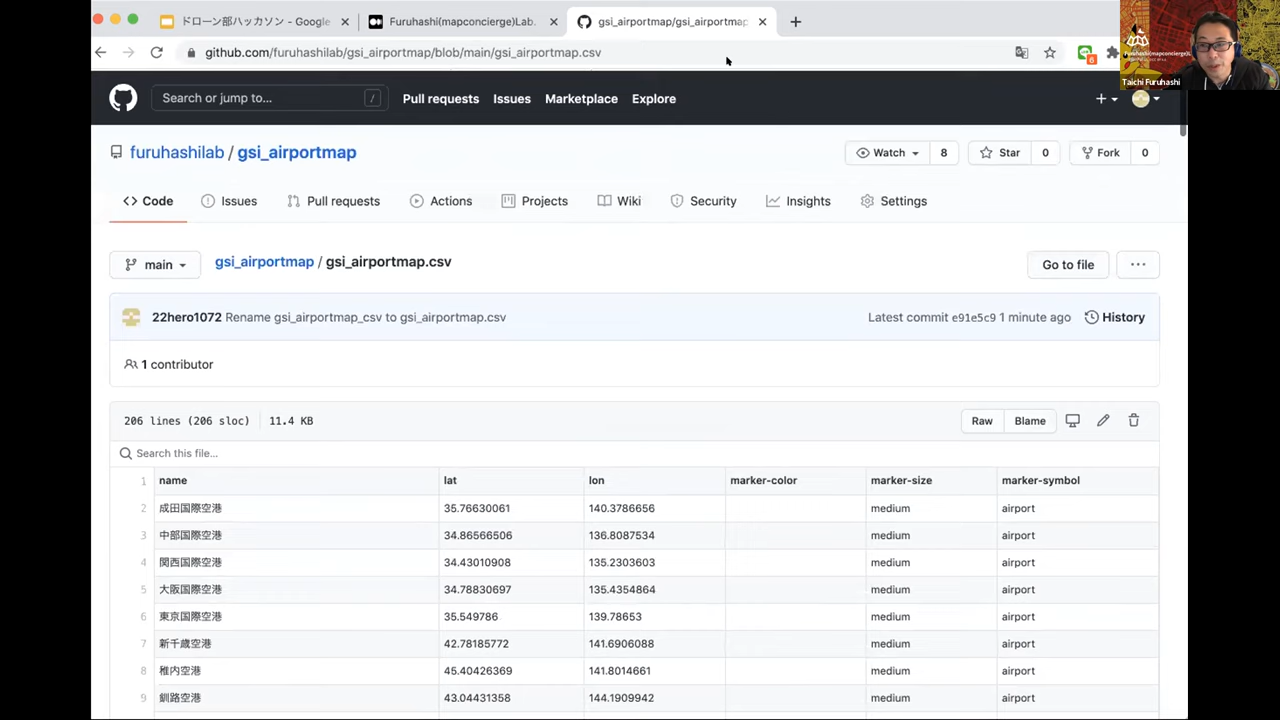 ドローン部ハッカソン - Google
Furuhashi(mapconcierge)Lab.
gsi_airportmap/gsi_airportmap
github.com/furuhashilab/gsi_airportmap/blob/main/gsi_airportmap.csv
6
Taichi Furuhashi
Search or jump to...
/
Pull requests
Issues
Marketplace
Explore
furuhashilab / gsi_airportmap
Watch 8
Star 0
Fork 0
Code
Issues
Pull requests
Actions
Projects
Wiki
Security
Insights
Settings
main
gsi_airportmap / gsi_airportmap.csv
Go to file
22hero1072 Rename gsi_airportmap_csv to gsi_airportmap.csv
Latest commit e91e5c9 1 minute ago
History
1 contributor
206 lines (206 sloc) 11.4 KB
Raw
Blame
Search this file...
1 name lat lon marker-color marker-size marker-symbol
2 成田国際空港 35.76630061 140.3786656 medium airport
3 中部国際空港 34.86566506 136.8087534 medium airport
4 関西国際空港 34.43010908 135.2303603 medium airport
5 大阪国際空港 34.78830697 135.4354864 medium airport
6 東京国際空港 35.549786 139.78653 medium airport
7 新千歳空港 42.78185772 141.6906088 medium airport
8 稚内空港 45.40426369 141.8014661 medium airport
9 釧路空港 43.04431358 144.1909942 medium airport